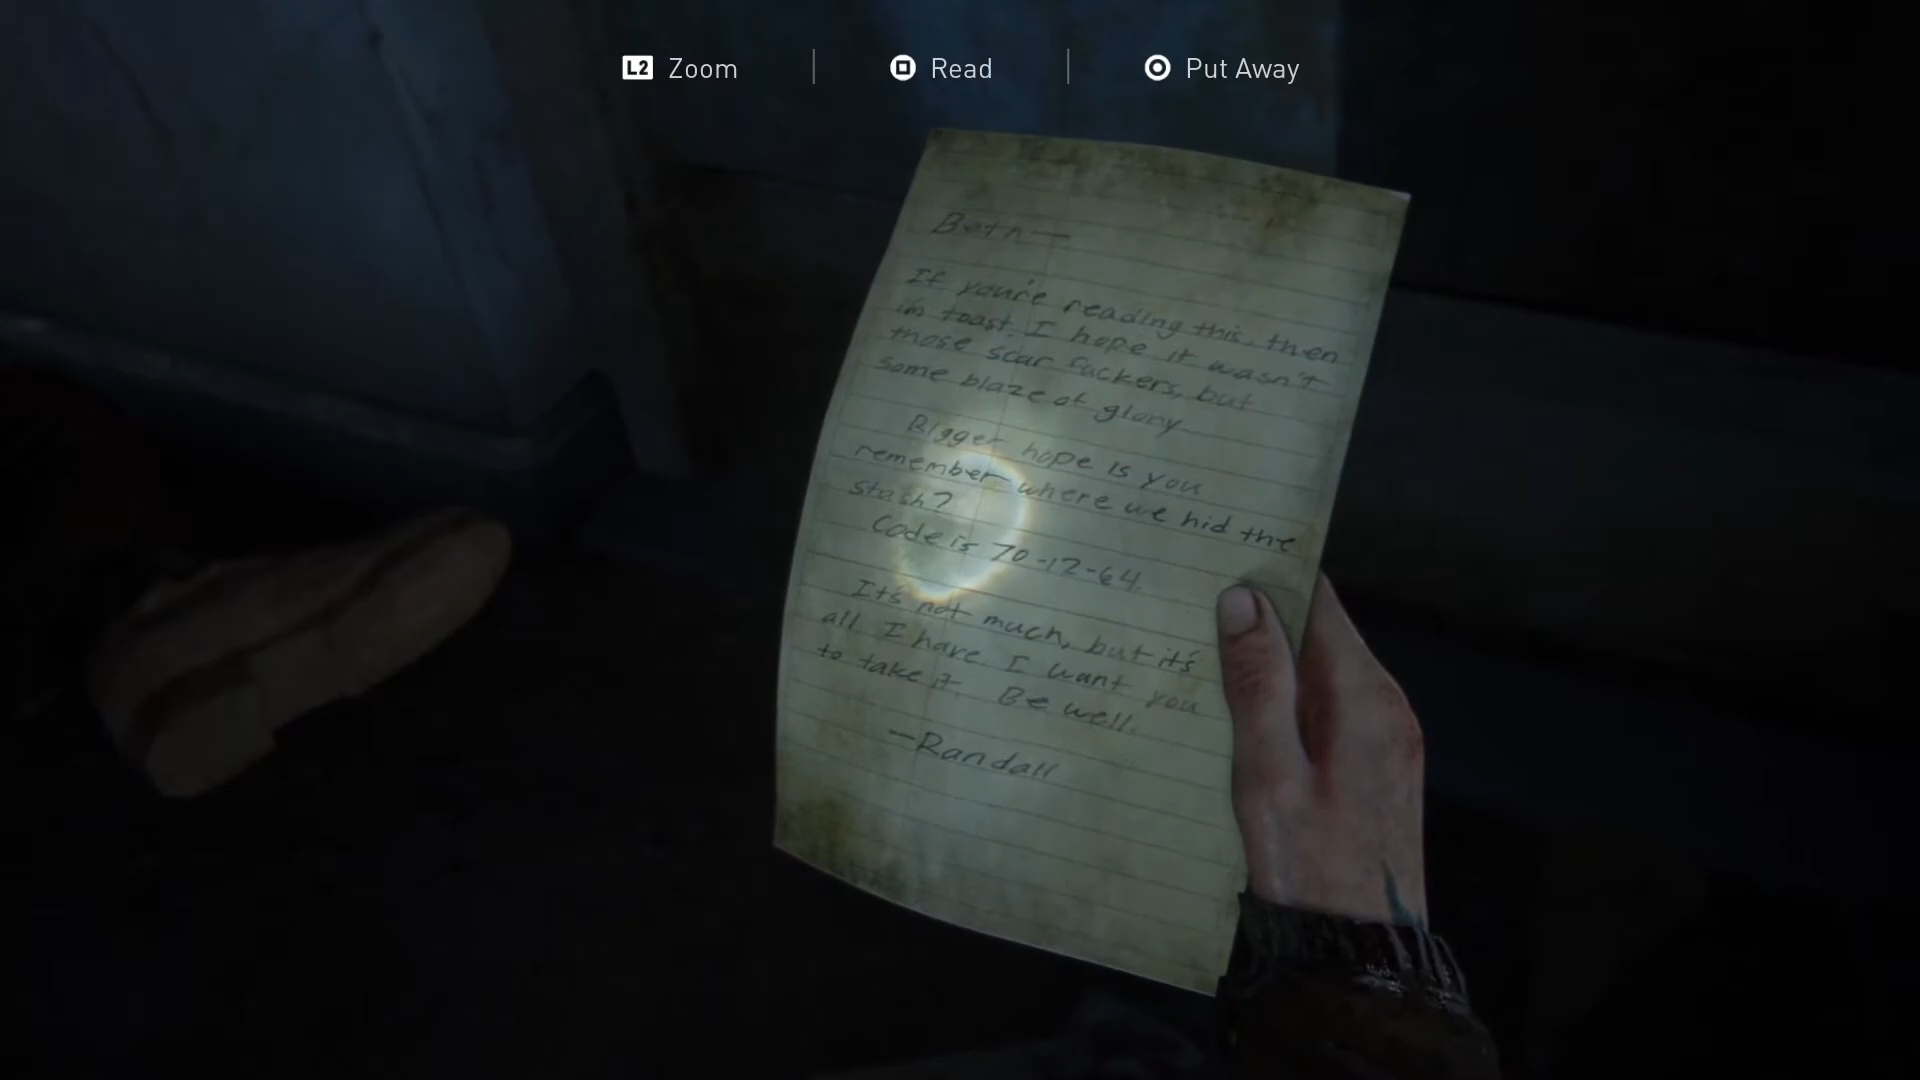 L2 Zoom | Read | Put Away
Beth—
If you're reading this, then
i'm toast. I hope it wasn't
those scar fuckers, but
some blaze of glory
Bigger hope is you
remember where we hid the
stash?
Code is 70-12-64.
It's not much, but it's
all I have I want you
to take it. Be well.
—Randall